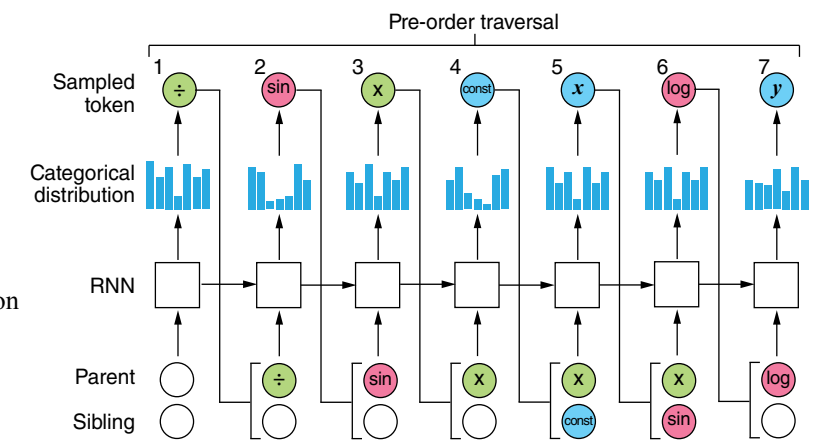 Pre-order traversal
1 2 3 4 5 6 7
Sampled token
÷ sin x const x log y
Categorical distribution
on
RNN
Parent
÷ sin x x x log
Sibling
const sin